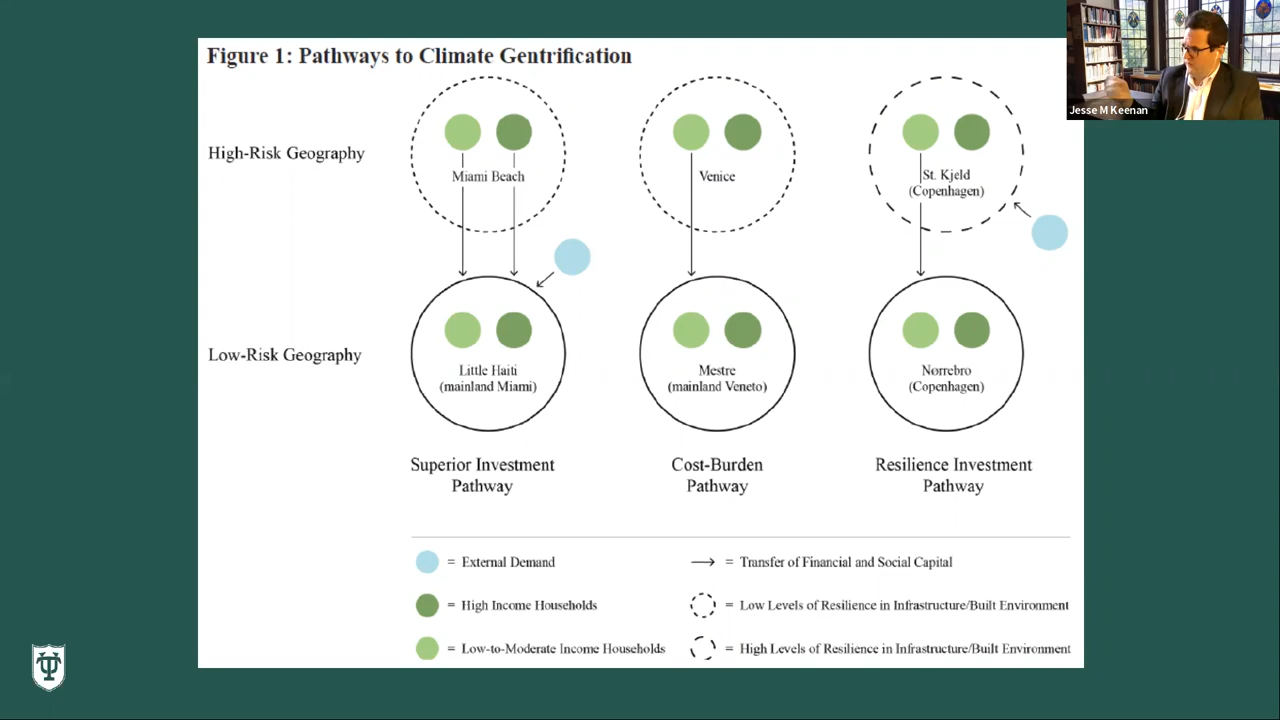 Figure 1: Pathways to Climate Gentrification
Jesse M Keenan
High-Risk Geography
Miami Beach
Venice
St. Kjeld
(Copenhagen)
Low-Risk Geography
Little Haiti
(mainland Miami)
Mestre
(mainland Veneto)
Nørrebro
(Copenhagen)
Superior Investment
Pathway
Cost-Burden
Pathway
Resilience Investment
Pathway
= External Demand
= Transfer of Financial and Social Capital
= High Income Households
= Low Levels of Resilience in Infrastructure/Built Environment
= Low-to-Moderate Income Households
= High Levels of Resilience in Infrastructure/Built Environment